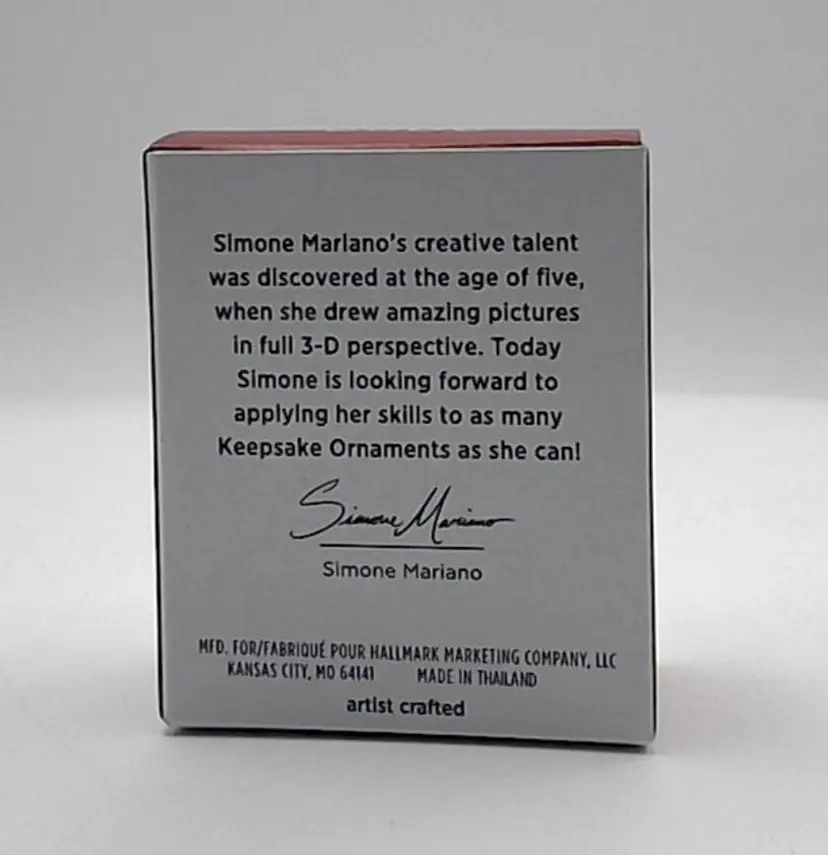 Simone Mariano's creative talent
was discovered at the age of five,
when she drew amazing pictures
in full 3-D perspective. Today
Simone is looking forward to
applying her skills to as many
Keepsake Ornaments as she can!
Simone Mariano
Simone Mariano
MFD. FOR/FABRIQUÉ POUR HALLMARK MARKETING COMPANY, LLC
KANSAS CITY, MO 64141 MADE IN THAILAND
artist crafted